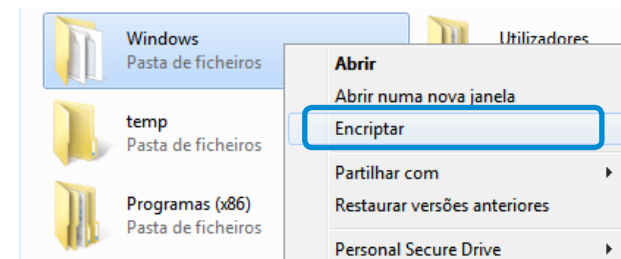 Windows
Pasta de ficheiros
Utilizadores
temp
Pasta de ficheiros
Programas (x86)
Pasta de ficheiros
Abrir
Abrir numa nova janela
Encriptar
Partilhar com
Restaurar versões anteriores
Personal Secure Drive